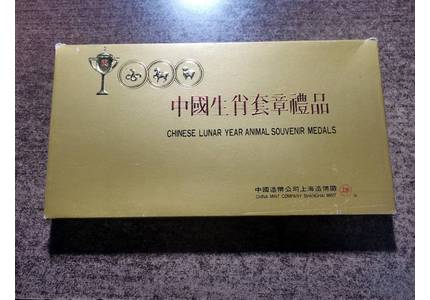 中國生肖套章禮品
CHINESE LUNAR YEAR ANIMAL SOUVENIR MEDALS
中國造幣公司上海造幣廠
CHINA MINT COMPANY SHANGHAI MINT